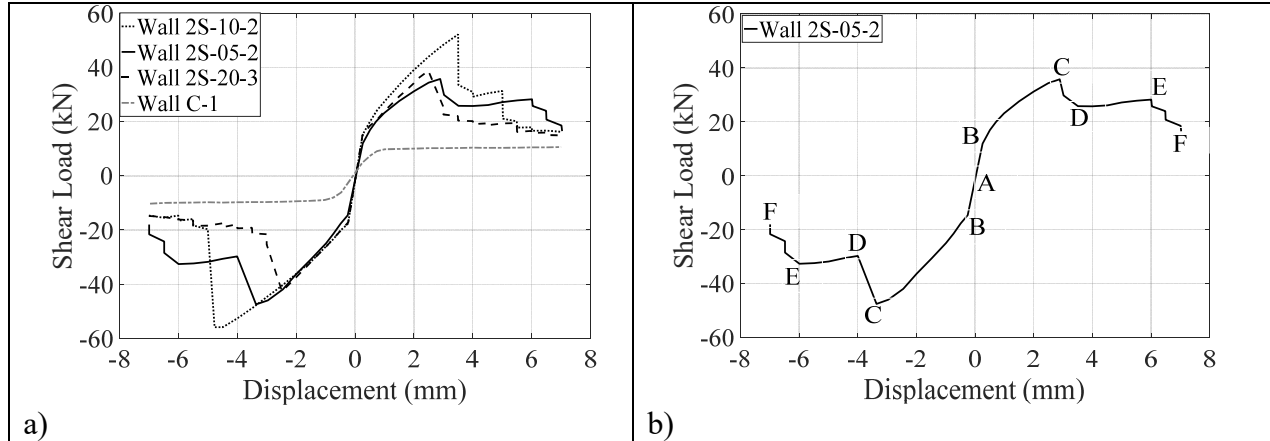 Wall 2S-10-2
Wall 2S-05-2
Wall 2S-20-3
Wall C-1
60
40
20
0
-20
-40
-60
Shear Load (kN)
-8 -6 -4 -2 0 2 4 6 8
Displacement (mm)
a)
Wall 2S-05-2
60
40
20
0
-20
-40
-60
Shear Load (kN)
C
E
D
B
F
A
B
F
D
E
C
-8 -6 -4 -2 0 2 4 6 8
Displacement (mm)
b)